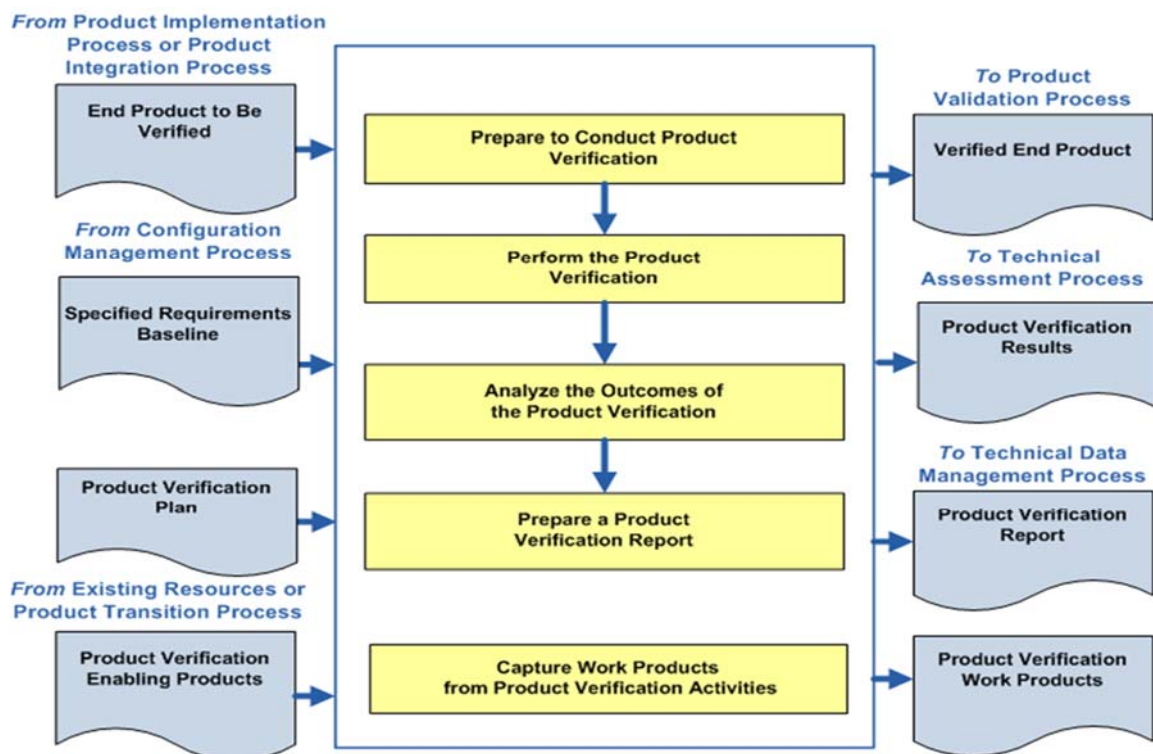 From Product Implementation
Process or Product
Integration Process
End Product to Be
Verified
From Configuration
Management Process
Specified Requirements
Baseline
Product Verification
Plan
From Existing Resources or
Product Transition Process
Product Verification
Enabling Products
Prepare to Conduct Product
Verification
Perform the Product
Verification
Analyze the Outcomes of
the Product Verification
Prepare a Product
Verification Report
Capture Work Products
from Product Verification Activities
To Product
Validation Process
Verified End Product
To Technical
Assessment Process
Product Verification
Results
To Technical Data
Management Process
Product Verification
Report
Product Verification
Work Products